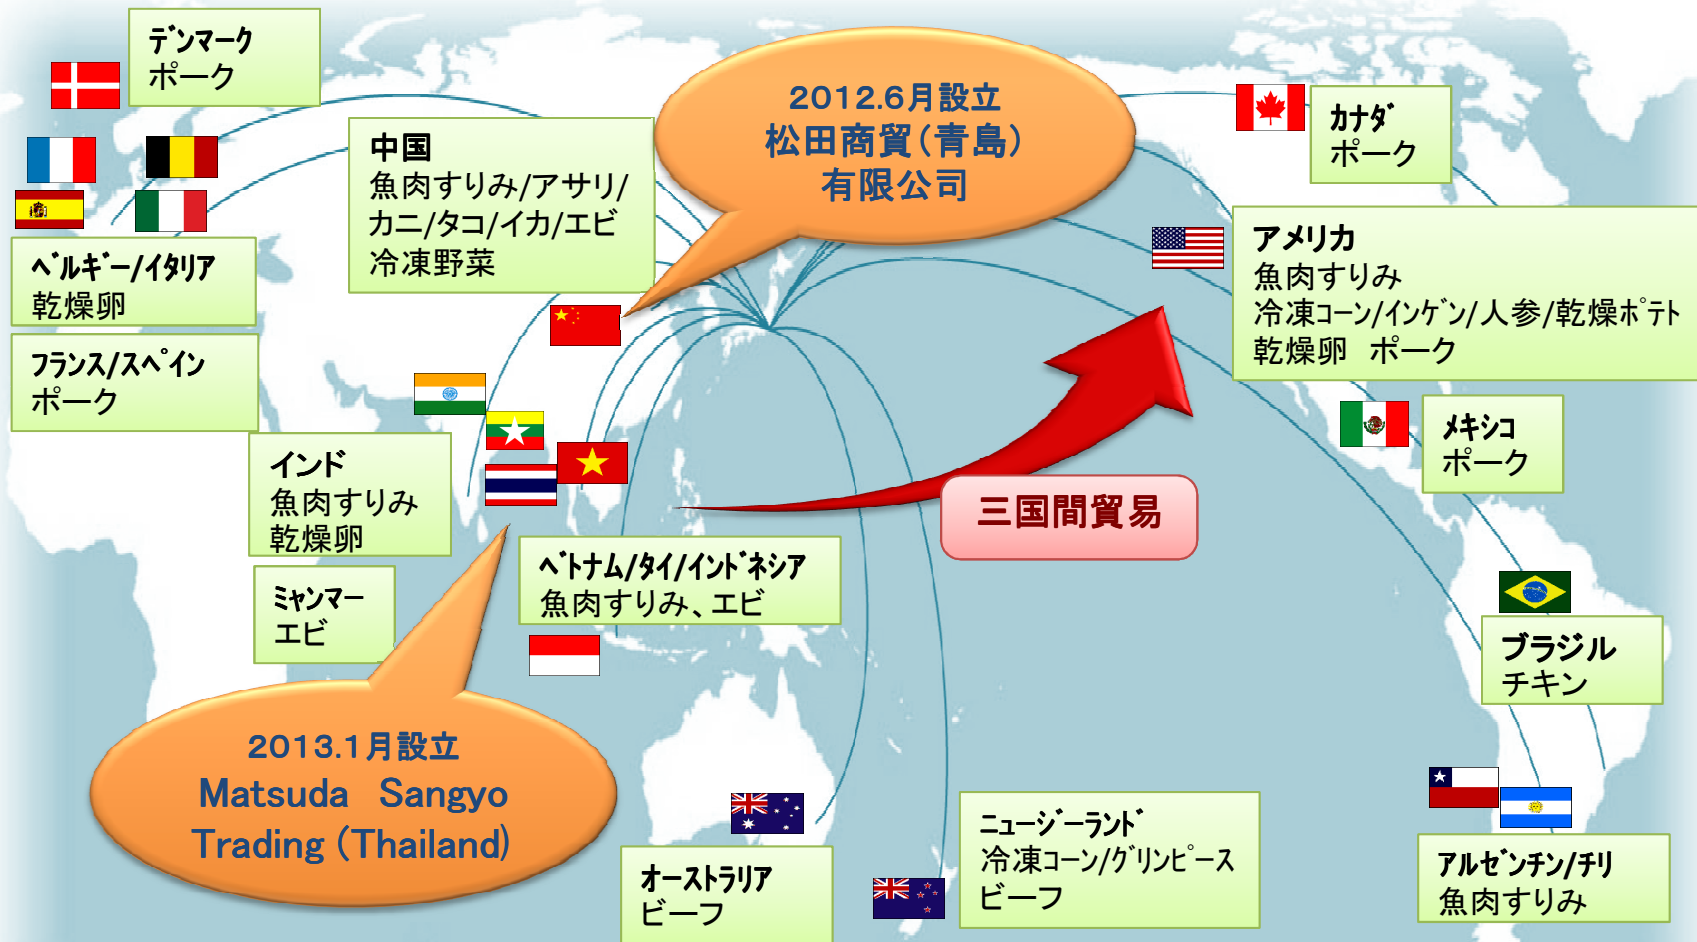 デンマーク
ポーク
2012.6月設立
松田商貿(青島)
有限公司
カナダ
ポーク
中国
魚肉すりみ/アサリ/
カニ/タコ/イカ/エビ
冷凍野菜
アメリカ
魚肉すりみ
冷凍コーン/インゲン/人参/乾燥ポテト
乾燥卵 ポーク
ベルギー/イタリア
乾燥卵
フランス/スペイン
ポーク
メキシコ
ポーク
インド
魚肉すりみ
乾燥卵
三国間貿易
ベトナム/タイ/インドネシア
魚肉すりみ、エビ
ミャンマー
エビ
ブラジル
チキン
2013.1月設立
Matsuda Sangyo
Trading (Thailand)
ニュージーランド
冷凍コーン/グリンピース
ビーフ
オーストラリア
ビーフ
アルゼンチン/チリ
魚肉すりみ